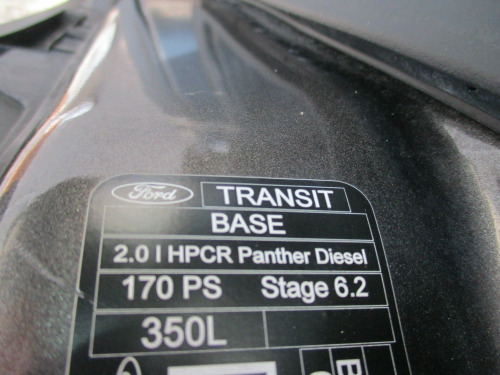 Ford TRANSIT
BASE
2.0 l HPCR Panther Diesel
170 PS Stage 6.2
350L